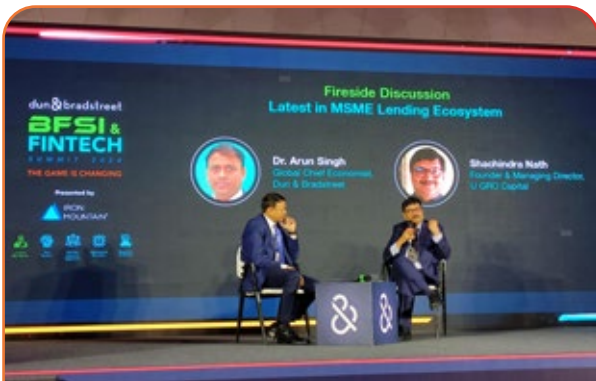 dun & bradstreet
BFSI &
FINTECH
SUMMIT 2024
THE GAME IS CHANGING
Presented by
IRON
MOUNTAIN®
Fireside Discussion
Latest in MSME Lending Ecosystem
Dr. Arun Singh
Global Chief Economist,
Dun & Bradstreet
Shachindra Nath
Founder & Managing Director,
U GRO Capital
&
&